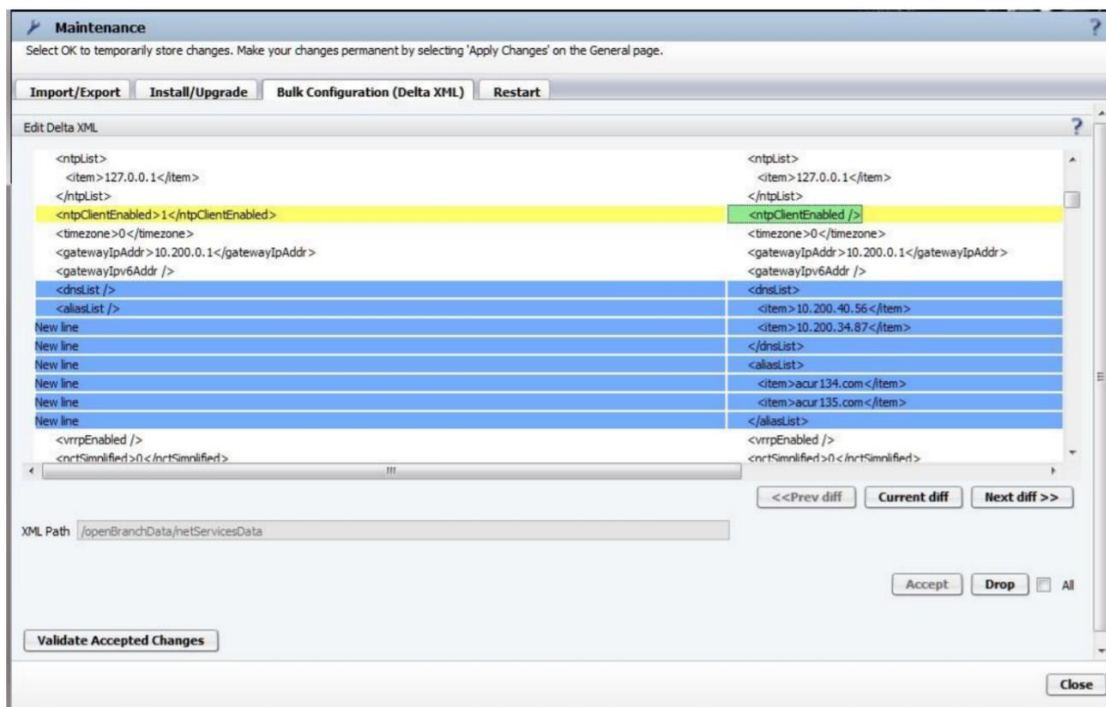 Maintenance
?
Select OK to temporarily store changes. Make your changes permanent by selecting 'Apply Changes' on the General page.
Import/Export Install/Upgrade Bulk Configuration (Delta XML) Restart
Edit Delta XML ?
<ntpList> <ntpList>
<item>127.0.0.1</item> <item>127.0.0.1</item>
</ntpList> </ntpList>
<ntpClientEnabled>1</ntpClientEnabled> <ntpClientEnabled />
<timezone>0</timezone> <timezone>0</timezone>
<gatewayIpAddr>10.200.0.1</gatewayIpAddr> <gatewayIpAddr>10.200.0.1</gatewayIpAddr>
<gatewayIpv6Addr /> <gatewayIpv6Addr />
<dnsList /> <dnsList>
<aliasList /> <item>10.200.40.56</item>
New line <item>10.200.34.87</item>
New line </dnsList>
New line <aliasList>
New line <item>acur134.com</item>
New line <item>acur135.com</item>
New line </aliasList>
<vrrpEnabled /> <vrrpEnabled />
<nctSimplified>0</nctSimplified> <nctSimplified>0</nctSimplified>
<<Prev diff Current diff Next diff >>
XML Path /openBranchData/netServicesData
Accept Drop All
Validate Accepted Changes
Close